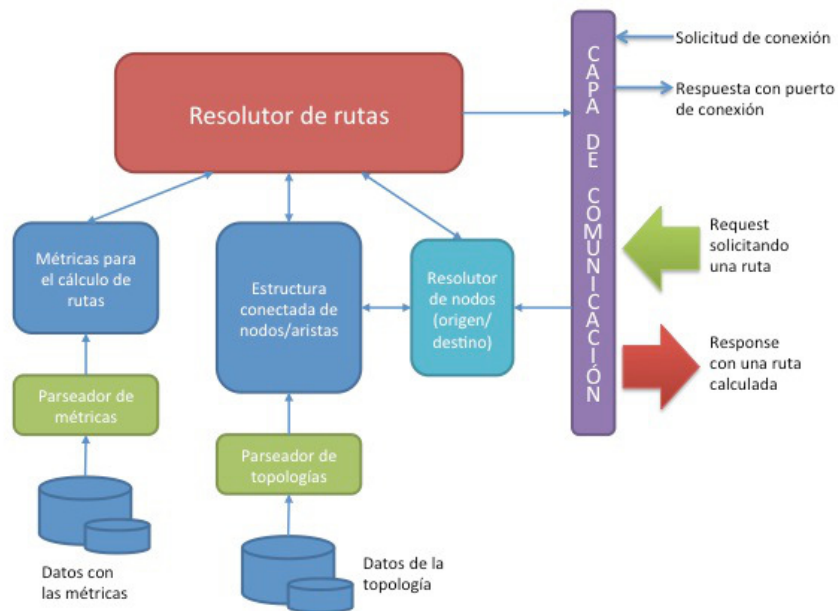 Resolutor de rutas
CAPA DE COMUNICACIÓN
Solicitud de conexión
Respuesta con puerto
de conexión
Request
solicitando
una ruta
Response
con una ruta
calculada
Métricas para
el cálculo de
rutas
Estructura
conectada de
nodos/aristas
Resolutor
de nodos
(origen/
destino)
Parseador de
métricas
Parseador de
topologías
Datos con
las métricas
Datos de la
topología